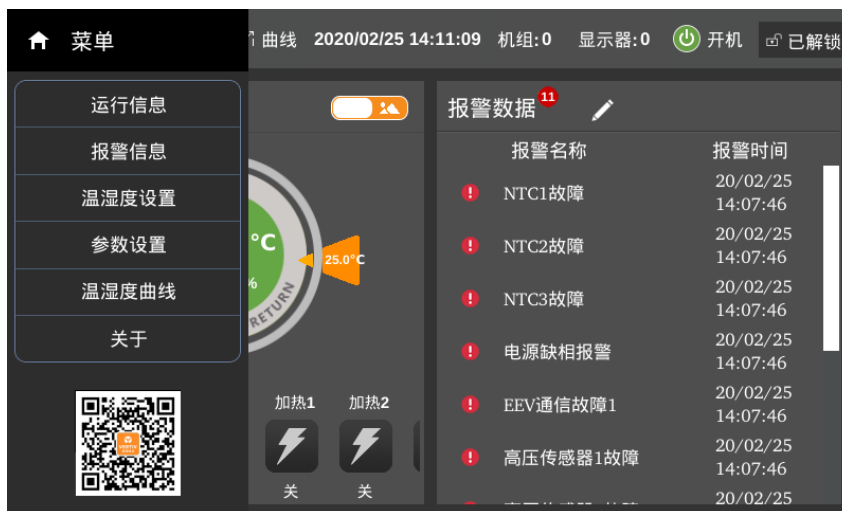 菜单
曲线 2020/02/25 14:11:09 机组:0 显示器:0 开机 已解锁
运行信息
报警信息
温湿度设置
参数设置
温湿度曲线
关于
°C
%
RETURN
25.0°C
加热1 加热2
关 关
报警数据 11
报警名称 报警时间
NTC1故障 20/02/25
14:07:46
NTC2故障 20/02/25
14:07:46
NTC3故障 20/02/25
14:07:46
电源缺相报警 20/02/25
14:07:46
EEV通信故障1 20/02/25
14:07:46
高压传感器1故障 20/02/25
14:07:46
20/02/25